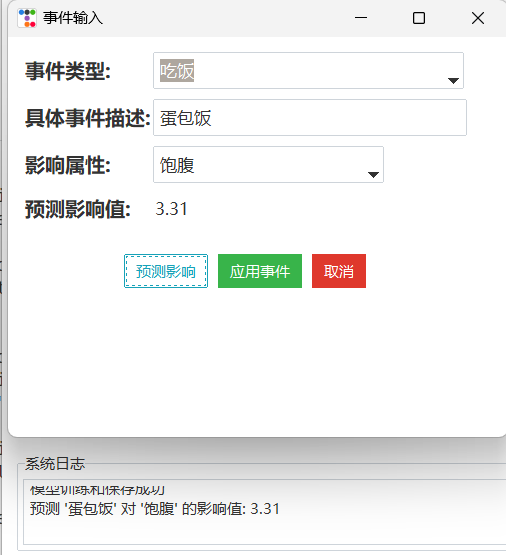 事件输入
事件类型: 吃饭
具体事件描述: 蛋包饭
影响属性: 饱腹
预测影响值: 3.31
预测影响 应用事件 取消
系统日志
模型训练和保存成功
预测 '蛋包饭' 对 '饱腹' 的影响值: 3.31